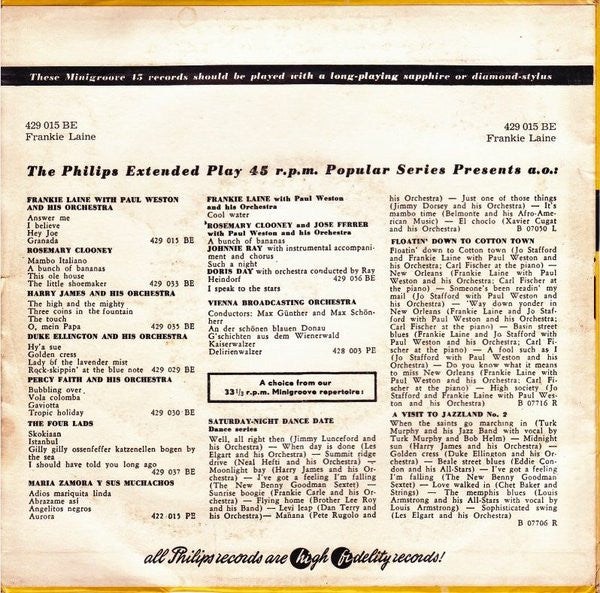 These Minigroove 45 records should be played with a long-playing sapphire or diamond-stylus
429 015 BE
Frankie Laine
429 015 BE
Frankie Laine
The Philips Extended Play 45 r.p.m. Popular Series Presents a.o.:
FRANKIE LAINE WITH PAUL WESTON
AND HIS ORCHESTRA
Answer me
I believe
Hey Joe
Granada 429 015 BE
ROSEMARY CLOONEY
Mambo Italiano
A bunch of bananas
This ole house
The little shoemaker 429 033 BE
HARRY JAMES AND HIS ORCHESTRA
The high and the mighty
Three coins in the fountain
The touch
O, mein Papa 429 035 BE
DUKE ELLINGTON AND HIS ORCHESTRA
Hy'a sue
Golden cress
Lady of the lavender mist
Rock-skippin' at the blue note 429 029 BE
PERCY FAITH AND HIS ORCHESTRA
Bubbling over
Vola colomba
Gaviotta
Tropic holiday 429 030 BE
THE FOUR LADS
Skokiaan
Istanbul
Gilly gilly ossenfeffer katzenellen bogen by
the sea
I should have told you long ago
429 037 BE
MARIA ZAMORA Y SUS MUCHACHOS
Adios mariquita linda
Abrazame asi
Angelitos negros
Aurora 422 015 PE
FRANKIE LAINE with Paul Weston
and his Orchestra
Cool water
ROSEMARY CLOONEY and JOSE FERRER
with Paul Weston and his Orchestra
A bunch of bananas
JOHNIE RAY with instrumental accompani-
ment and chorus
Such a night
DORIS DAY with orchestra conducted by Ray
Heindorf 429 056 BE
I speak to the stars
VIENNA BROADCASTING ORCHESTRA
Conductors: Max Günther and Max Schön-
herr
An der schönen blauen Donau
G'schichten aus dem Wienerwald
Kaiserwalzer
Delirienwalzer 428 003 PE
A choice from our
33 1/3 r.p.m. Minigroove repertoire:
SATURDAY-NIGHT DANCE DATE
Dance series
Well, all right then (Jimmy Lunceford and
his Orchestra) — When day is done (Les
Elgart and his Orchestra) — Summit ridge
drive (Neal Hefti and his Orchestra) —
Moonlight bay (Harry James and his Or-
chestra) — I've got a feeling I'm falling
(The New Benny Goodman Sextet) —
Sunrise boogie (Frankie Carle and his Or-
chestra) — Flying home (Brother Lee Roy
and his Band) — Levi leap (Dan Terry and
his Orchestra)— Mañana (Pete Rugolo and
his Orchestra) — Just one of those things
(Jimmy Dorsey and his Orchestra) — It's
mambo time (Belmonte and his Afro-Amer-
ican Music) — El choclo (Xavier Cugat
and his Orchestra) B 07050 L
FLOATIN' DOWN TO COTTON TOWN
Floatin' down to Cotton town (Jo Stafford
and Frankie Laine with Paul Weston and
his Orchestra; Carl Fischer at the piano) —
New Orleans (Frankie Laine with Paul
Weston and his Orchestra; Carl Fischer at
the piano) — Someone's readin' my
mail (Jo Stafford with Paul Weston and
his Orchestra) — 'Way down yonder in
New Orleans (Frankie Laine and Jo Staf-
ford with Paul Weston and his Orchestra;
Carl Fischer at the piano) — Basin street
blues (Frankie Laine and Jo Stafford with
Paul Weston and his Orchestra; Carl Fi-
scher at the piano) — A fool such as I
(Jo Stafford with Paul Weston and his
Orchestra) — Do you know what it means
to miss New Orleans (Frankie Laine with
Paul Weston and his Orchestra; Carl Fi-
scher at the piano) — High society (Jo
Stafford and Frankie Laine with Paul Wes-
ton and his Orchestra) B 07716 R
A VISIT TO JAZZLAND No. 2
When the saints go marching in (Turk
Murphy and his Jazz Band with vocal by
Turk Murphy and Bob Helm) — Midnight
sun (Harry James and his Orchestra) —
Golden cress (Duke Ellington and his Or-
chestra) — Beale street blues (Eddie Con-
don and his All-Stars) — I've got a feeling
I'm falling (The New Benny Goodman
Sextet) — Love walked in (Chet Baker and
Strings) — The memphis blues (Louis
Armstrong and his All-Stars with vocal by
Louis Armstrong) — Sophisticated swing
(Les Elgart and his Orchestra)
B 07706 R
all Philips records are high fidelity records!